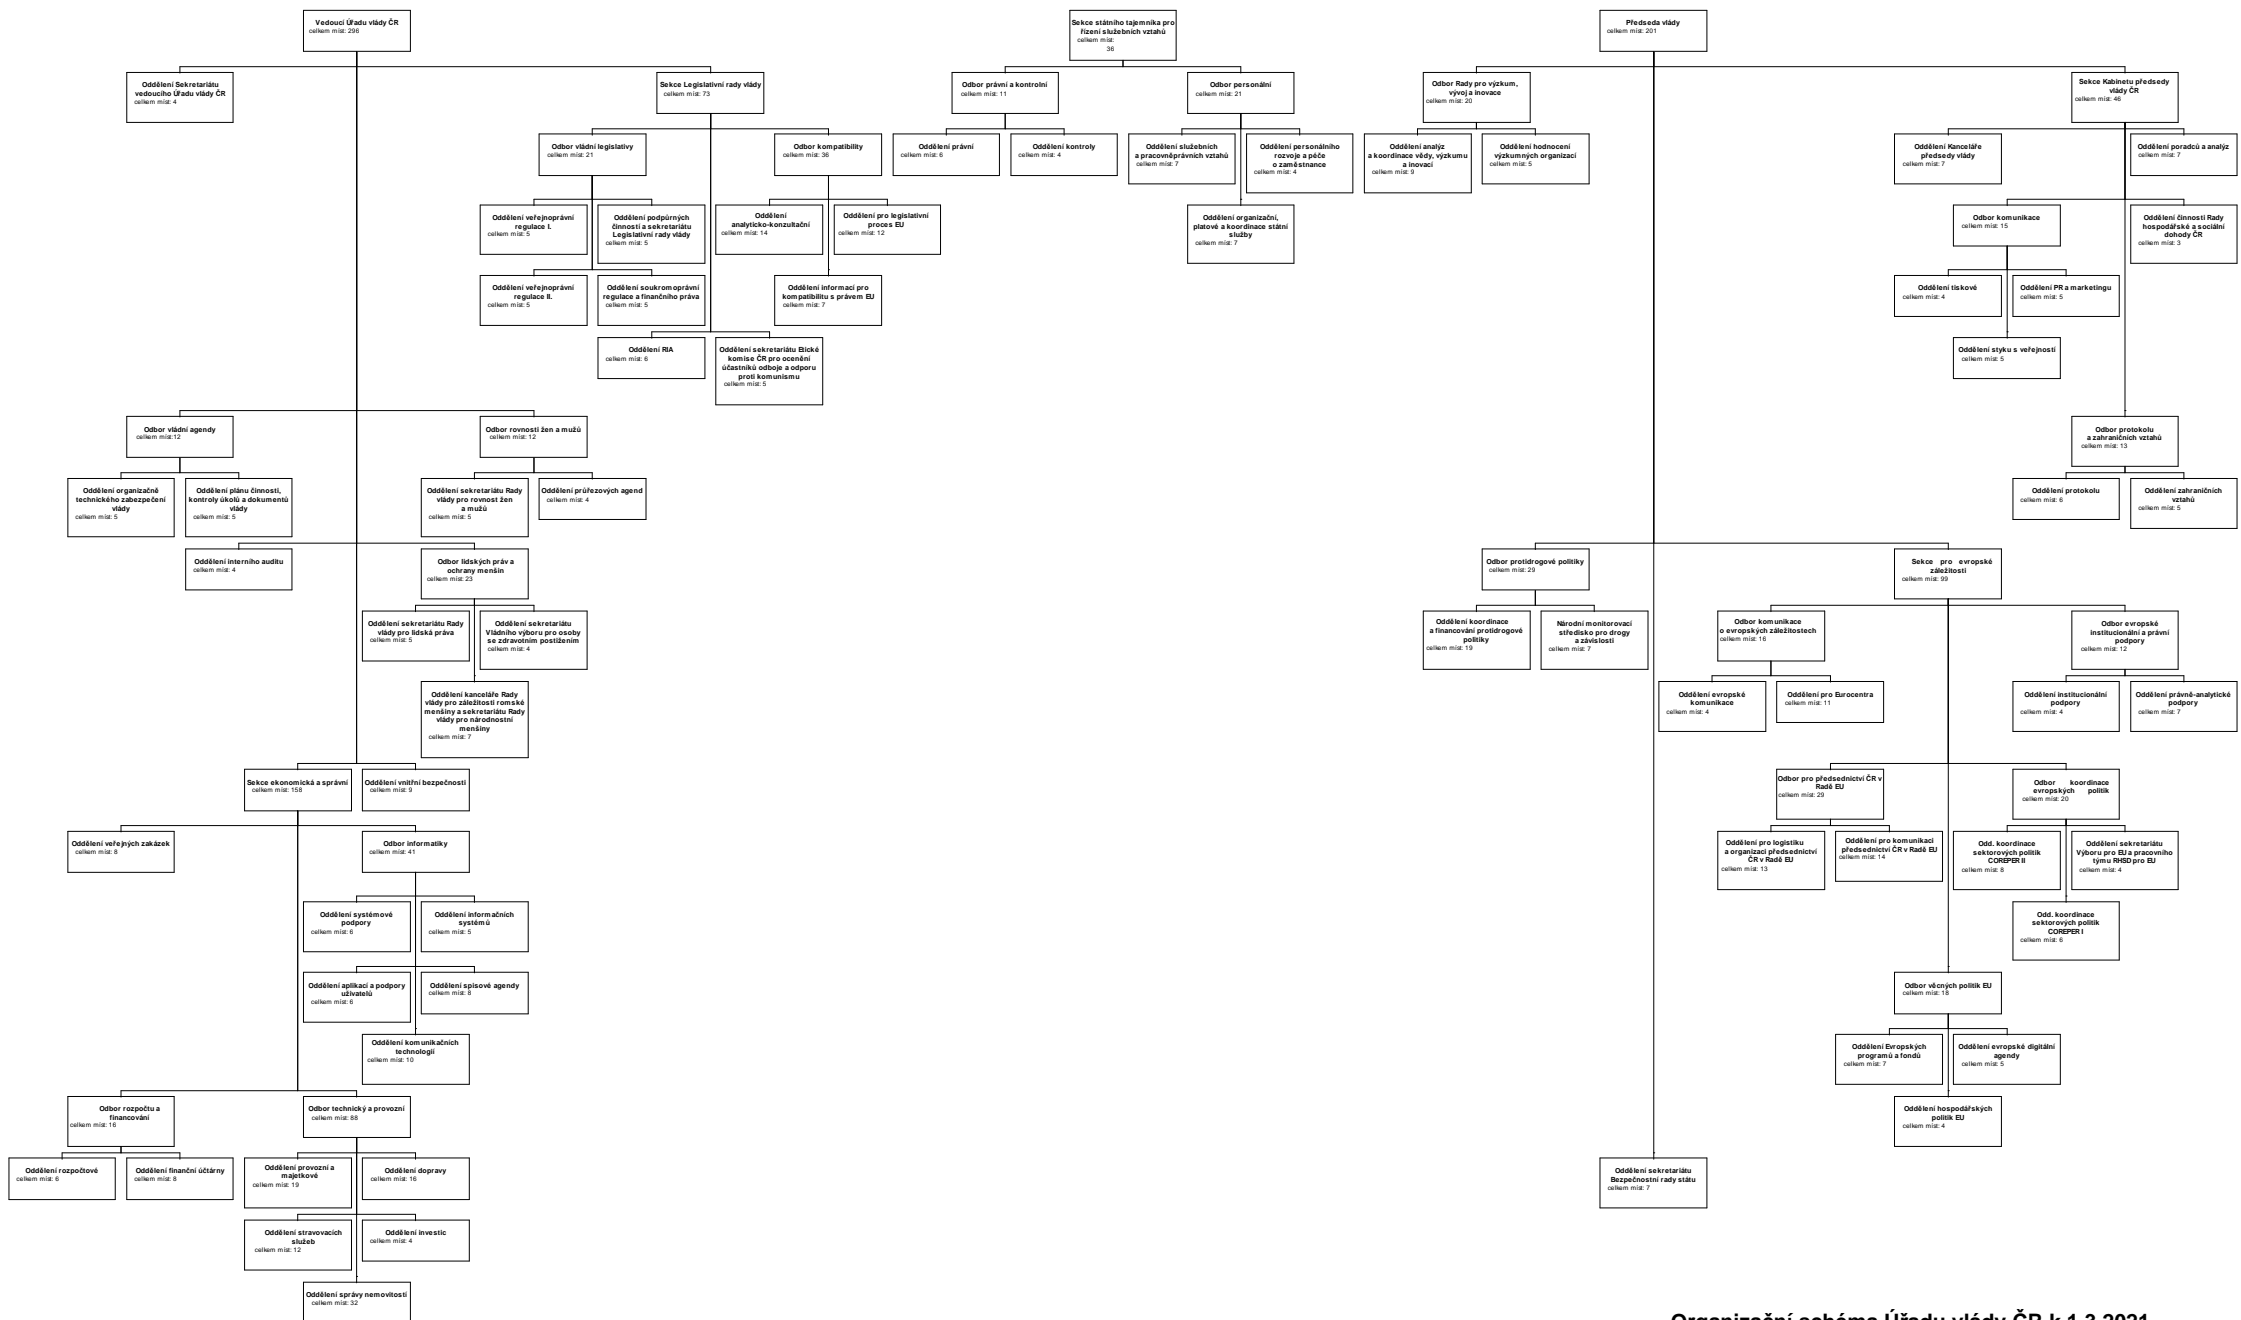 Vedoucí Úřadu vlády ČR
celkem míst: 296
Sekce státního tajemníka pro
řízení služebních vztahů
celkem míst:
36
Předseda vlády
celkem míst: 201
Oddělení Sekretariátu
vedoucího Úřadu vlády ČR
celkem míst: 4
Sekce Legislativní rady vlády
celkem míst: 73
Odbor právní a kontrolní
celkem míst: 11
Odbor personální
celkem míst: 21
Odbor Rady pro výzkum,
vývoj a inovace
celkem míst: 20
Sekce Kabinetu předsedy
vlády ČR
celkem míst: 46
Odbor vládní legislativy
celkem míst: 21
Odbor kompatibility
celkem míst: 36
Oddělení právní
celkem míst: 6
Oddělení kontroly
celkem míst: 4
Oddělení služebních
a pracovněprávních vztahů
celkem míst: 7
Oddělení personálního
rozvoje a péče
o zaměstnance
celkem míst: 4
Oddělení analýz
a koordinace vědy, výzkumu
a inovací
celkem míst: 9
Oddělení hodnocení
výzkumných organizací
celkem míst: 5
Oddělení Kanceláře
předsedy vlády
celkem míst: 7
Oddělení poradců a analýz
celkem míst: 7
Oddělení veřejnoprávní
regulace I.
celkem míst: 5
Oddělení podpůrných
činností a sekretariátu
Legislativní rady vlády
celkem míst: 5
Oddělení
analyticko-konzultační
celkem míst: 14
Oddělení pro legislativní
proces EU
celkem míst: 12
Oddělení organizační,
platové a koordinace státní
služby
celkem míst: 7
Odbor komunikace
celkem míst: 15
Oddělení činnosti Rady
hospodářské a sociální
dohody ČR
celkem míst: 3
Oddělení veřejnoprávní
regulace II.
celkem míst: 5
Oddělení soukromoprávní
regulace a finančního práva
celkem míst: 5
Oddělení informací pro
kompatibilitu s právem EU
celkem míst: 7
Oddělení tiskové
celkem míst: 4
Oddělení PR a marketingu
celkem míst: 5
Oddělení RIA
celkem míst: 6
Oddělení sekretariátu Etické
komise ČR pro ocenění
účastníků odboje a odporu
proti komunismu
celkem míst: 5
Oddělení styku s veřejností
celkem míst: 5
Odbor vládní agendy
celkem míst:12
Odbor rovnosti žen a mužů
celkem míst: 12
Odbor protokolu
a zahraničních vztahů
celkem míst: 13
Oddělení organizačně
technického zabezpečení
vlády
celkem míst: 5
Oddělení plánu činnosti,
kontroly úkolů a dokumentů
vlády
celkem míst: 5
Oddělení sekretariátu Rady
vlády pro rovnost žen
a mužů
celkem míst: 5
Oddělení průřezových agend
celkem míst: 4
Oddělení protokolu
celkem míst: 6
Oddělení zahraničních
vztahů
celkem míst: 5
Oddělení interního auditu
celkem míst: 4
Odbor lidských práv a
ochrany menšin
celkem míst: 23
Odbor protidrogové politiky
celkem míst: 29
Sekce pro evropské
záležitosti
celkem míst: 99
Oddělení sekretariátu Rady
vlády pro lidská práva
celkem míst: 5
Oddělení sekretariátu
Vládního výboru pro osoby
se zdravotním postižením
celkem míst: 4
Oddělení koordinace
a financování protidrogové
politiky
celkem míst: 19
Národní monitorovací
středisko pro drogy
a závislosti
celkem míst: 7
Odbor komunikace
o evropských záležitostech
celkem míst: 16
Odbor evropské
institucionální a právní
podpory
celkem míst: 12
Oddělení kanceláře Rady
vlády pro záležitosti romské
menšiny a sekretariátu Rady
vlády pro národnostní
menšiny
celkem míst: 7
Oddělení evropské
komunikace
celkem míst: 4
Oddělení pro Eurocentra
celkem míst: 11
Oddělení institucionální
podpory
celkem míst: 4
Oddělení právně-analytické
podpory
celkem míst: 7
Sekce ekonomická a správní
celkem míst: 158
Oddělení vnitřní bezpečnosti
celkem míst: 9
Odbor pro předsednictví ČR v
Radě EU
celkem míst: 29
Odbor koordinace
evropských politik
celkem míst: 20
Oddělení veřejných zakázek
celkem míst: 8
Odbor informatiky
celkem míst: 41
Oddělení pro logistiku
a organizaci předsednictví
ČR v Radě EU
celkem míst: 13
Oddělení pro komunikaci
předsednictví ČR v Radě EU
celkem míst: 14
Odd. koordinace
sektorových politik
COREPER II
celkem míst: 8
Oddělení sekretariátu
Výboru pro EU a pracovního
týmu RHSD pro EU
celkem míst: 4
Oddělení systémové
podpory
celkem míst: 6
Oddělení informačních
systémů
celkem míst: 5
Odd. koordinace
sektorových politik
COREPER I
celkem míst: 6
Oddělení aplikací a podpory
uživatelů
celkem míst: 6
Oddělení spisové agendy
celkem míst: 8
Odbor věcných politik EU
celkem míst: 18
Oddělení komunikačních
technologií
celkem míst: 10
Oddělení Evropských
programů a fondů
celkem míst: 7
Oddělení evropské digitální
agendy
celkem míst: 5
Odbor rozpočtu a
financování
celkem míst: 16
Odbor technický a provozní
celkem míst: 88
Oddělení hospodářských
politik EU
celkem míst: 4
Oddělení rozpočtové
celkem míst: 6
Oddělení finanční účtárny
celkem míst: 8
Oddělení provozní a
majetkové
celkem míst: 19
Oddělení dopravy
celkem míst: 16
Oddělení sekretariátu
Bezpečnostní rady státu
celkem míst: 7
Oddělení stravovacích
služeb
celkem míst: 12
Oddělení investic
celkem míst: 4
Oddělení správy nemovitostí
celkem míst: 32
Organizační schéma Úřadu vlády ČR k 1.3.2021